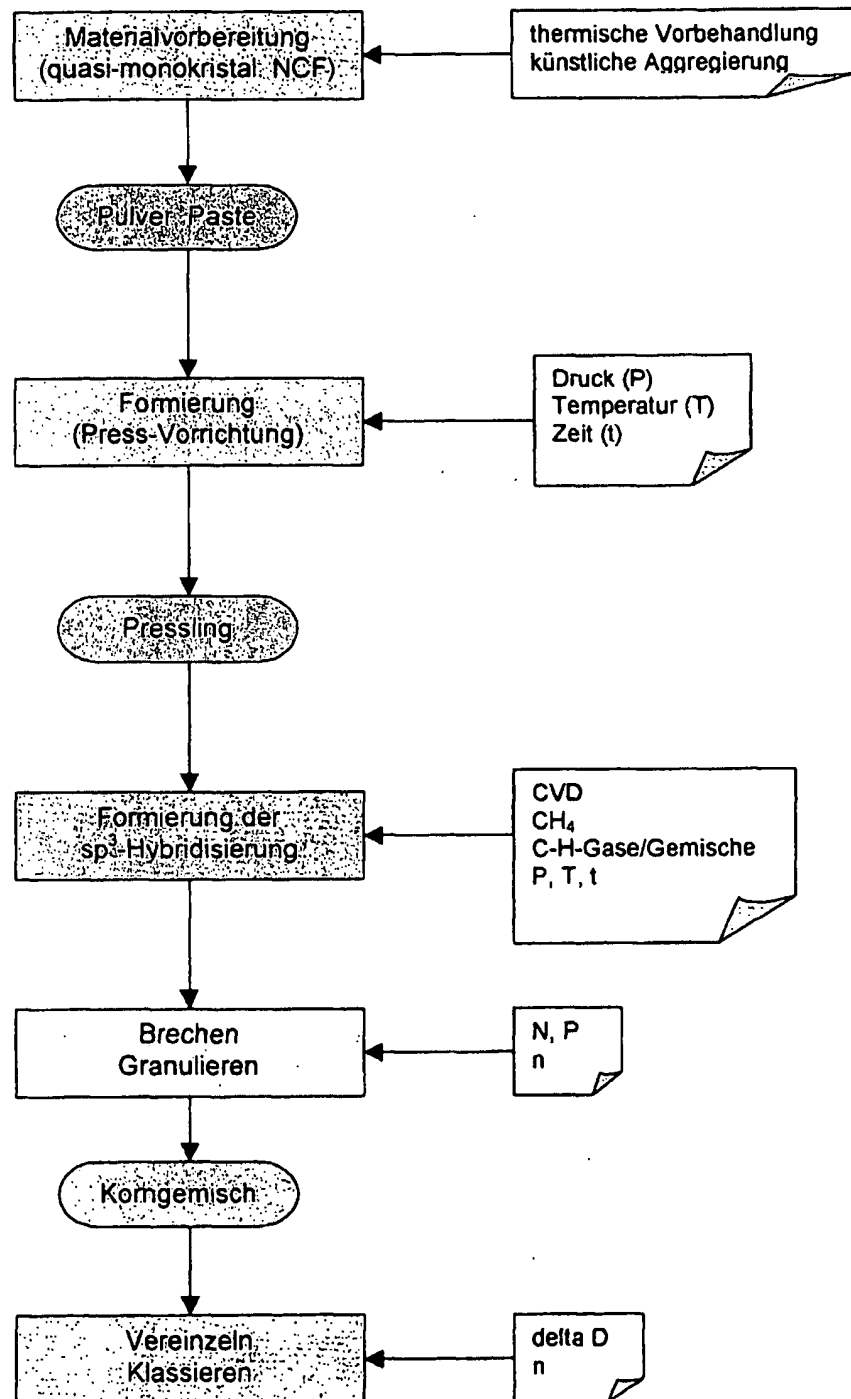 Materialvorbereitung
(quasi-monokristal. NCF)
thermische Vorbehandlung
künstliche Aggregierung
Pulver Paste
Formierung
(Press-Vorrichtung)
Druck (P)
Temperatur (T)
Zeit (t)
Pressling
Formierung der
sp³-Hybridisierung
CVD
CH₄
C-H-Gase/Gemische
P, T, t
Brechen
Granulieren
N, P
n
Korngemisch
Vereinzeln
Klassieren
delta D
n